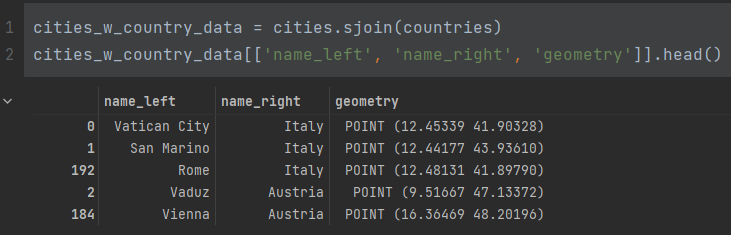 1 cities_w_country_data = cities.sjoin(countries)
2 cities_w_country_data[['name_left', 'name_right', 'geometry']].head()
name_left name_right geometry
0 Vatican City Italy POINT (12.45339 41.90328)
1 San Marino Italy POINT (12.44177 43.93610)
192 Rome Italy POINT (12.48131 41.89790)
2 Vaduz Austria POINT (9.51667 47.13372)
184 Vienna Austria POINT (16.36469 48.20196)